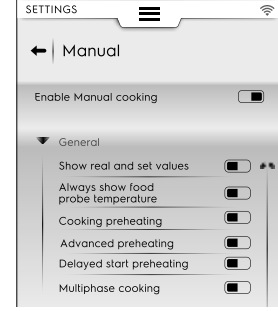 SETTINGS
Manual
Enable Manual cooking
General
Show real and set values
Always show food
probe temperature
Cooking preheating
Advanced preheating
Delayed start preheating
Multiphase cooking